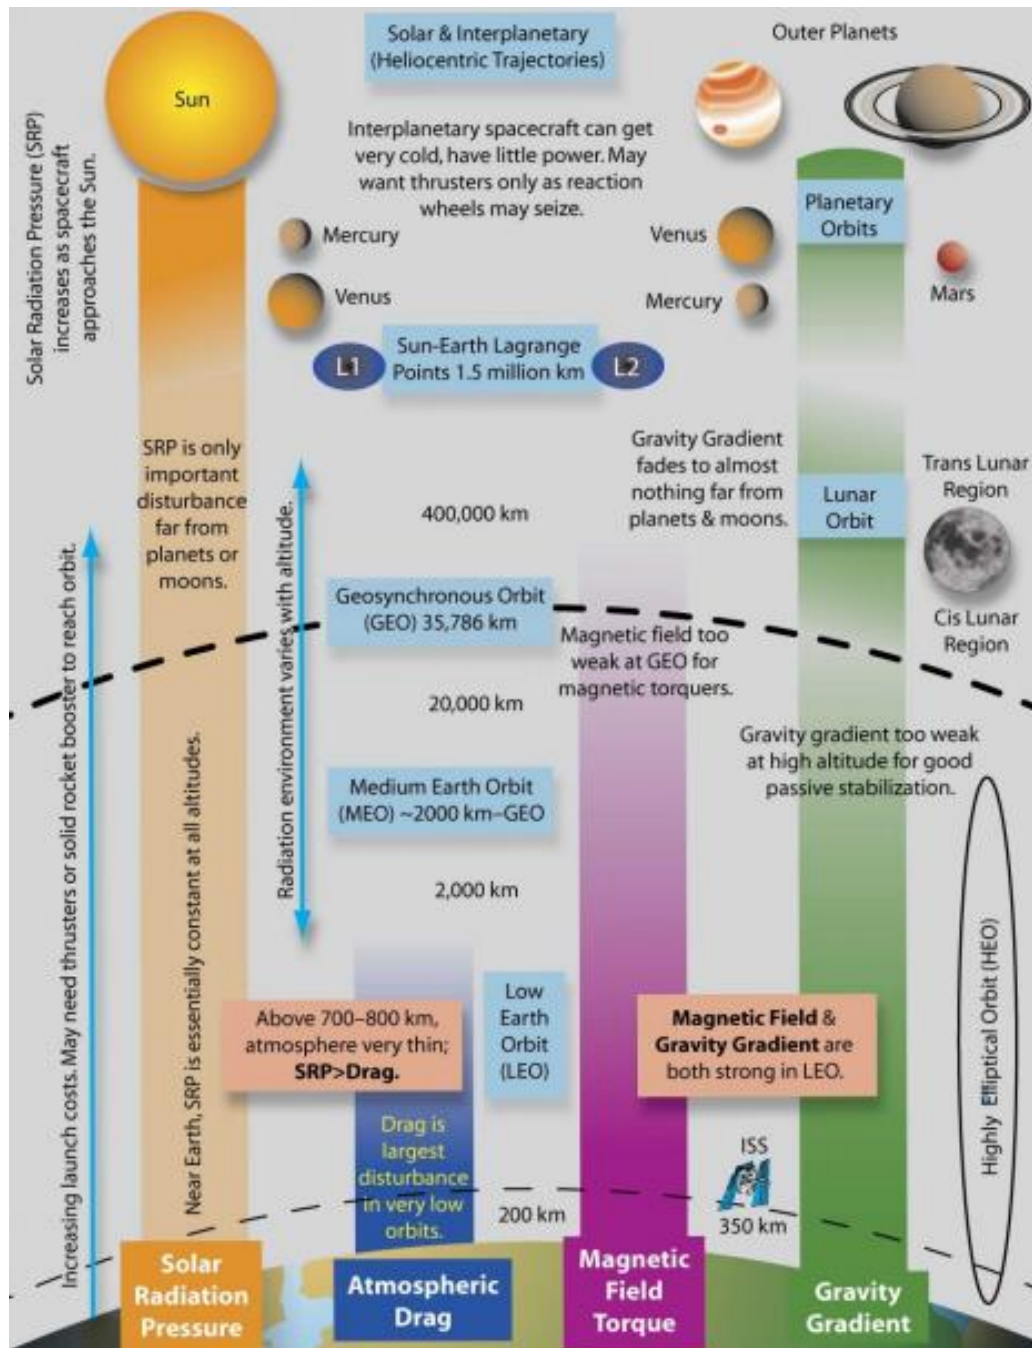 Solar & Interplanetary
(Heliocentric Trajectories)
Outer Planets
Sun
Solar Radiation Pressure (SRP)
increases as spacecraft
approaches the Sun.
Interplanetary spacecraft can get
very cold, have little power. May
want thrusters only as reaction
wheels may seize.
Planetary
Orbits
Mercury
Venus
Venus
Mercury
Mars
L1
Sun-Earth Lagrange
Points 1.5 million km
L2
SRP is only
important
disturbance
far from
planets or
moons.
Gravity Gradient
fades to almost
nothing far from
planets & moons.
Trans Lunar
Region
Lunar
Orbit
Cis Lunar
Region
400,000 km
Radiation environment varies with altitude.
Increasing launch costs. May need thrusters or solid rocket booster to reach orbit.
Geosynchronous Orbit
(GEO) 35,786 km
Magnetic field too
weak at GEO for
magnetic torquers.
20,000 km
Gravity gradient too weak
at high altitude for good
passive stabilization.
Near Earth, SRP is essentially constant at all altitudes.
Medium Earth Orbit
(MEO) ~2000 km–GEO
2,000 km
Highly Elliptical Orbit (HEO)
Above 700–800 km,
atmosphere very thin;
SRP>Drag.
Low
Earth
Orbit
(LEO)
Magnetic Field &
Gravity Gradient are
both strong in LEO.
Drag is
largest
disturbance
in very low
orbits.
ISS
200 km
350 km
Solar
Radiation
Pressure
Atmospheric
Drag
Magnetic
Field
Torque
Gravity
Gradient